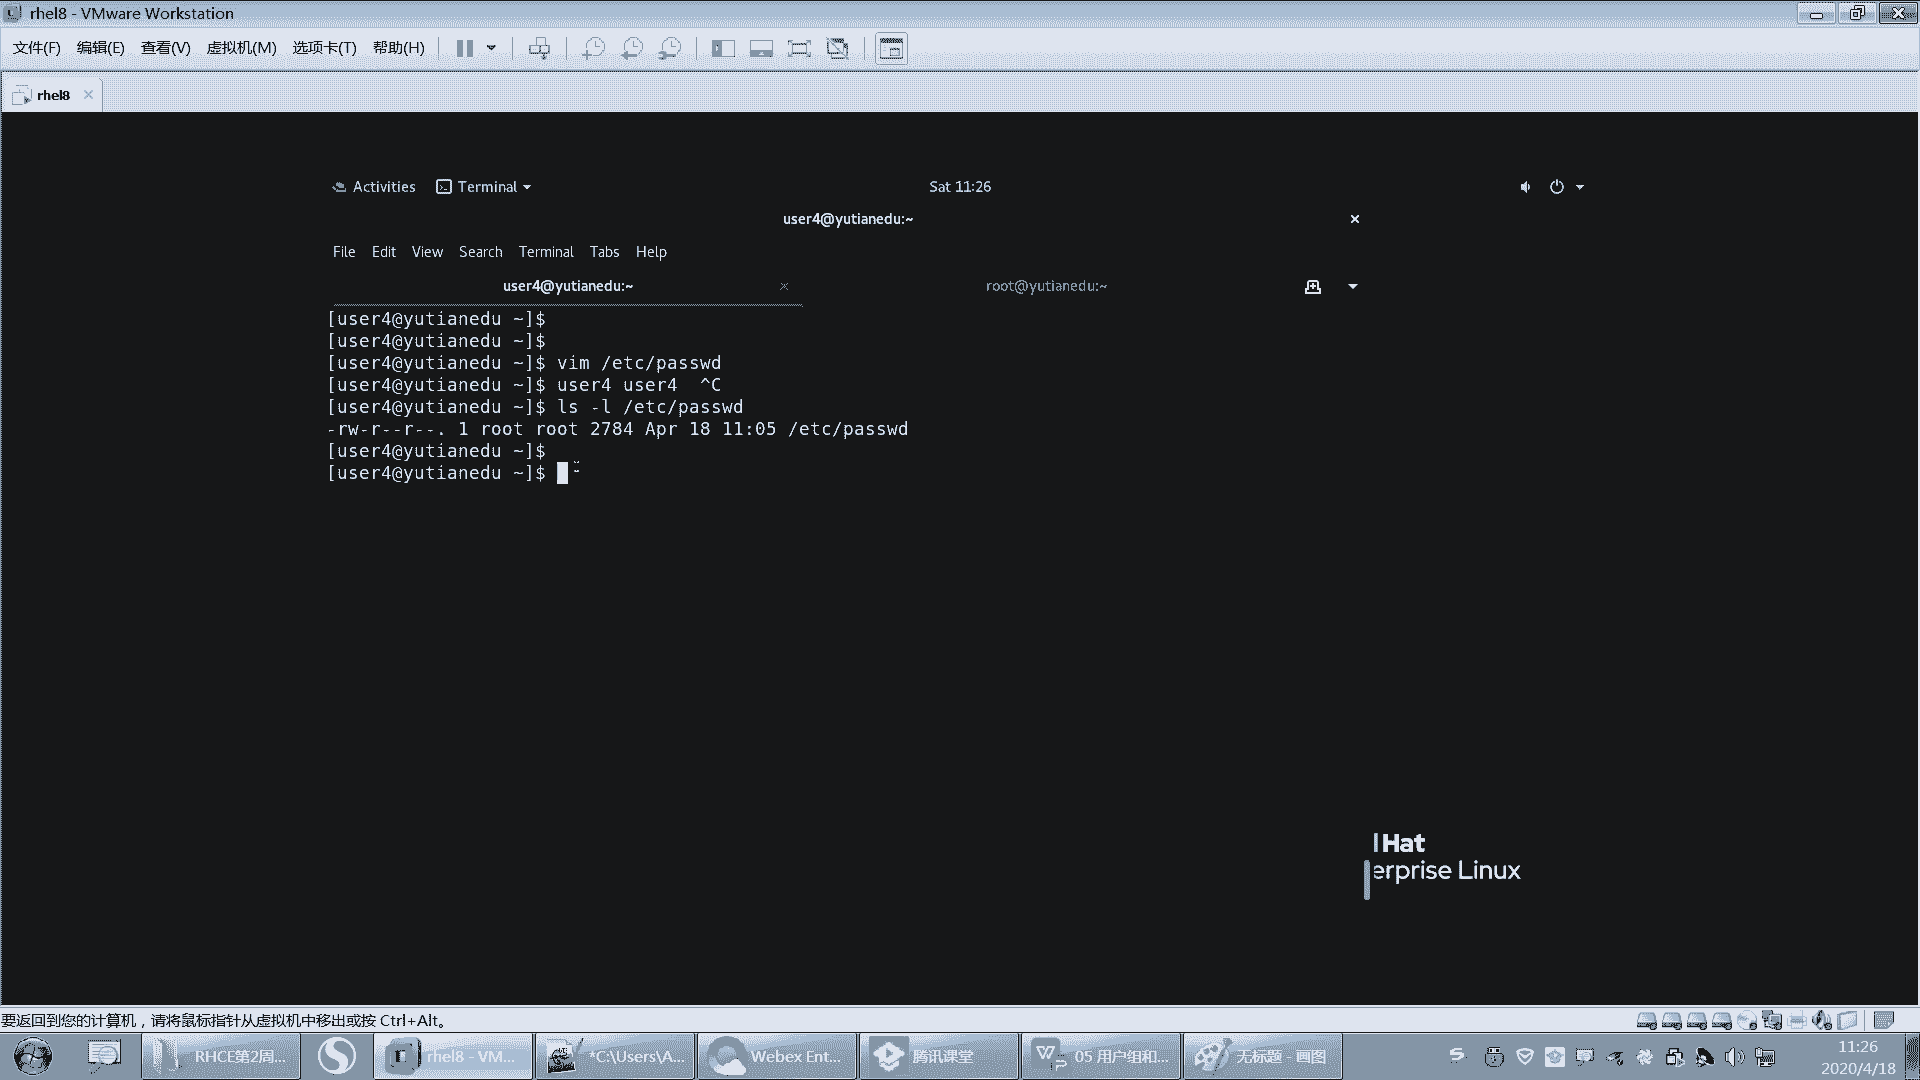 rhel8 - VMware Workstation
文件(F) 编辑(E) 查看(V) 虚拟机(M) 选项卡(T) 帮助(H)
rhel8
Activities Terminal Sat 11:26
user4@yutianedu:~
File Edit View Search Terminal Tabs Help
user4@yutianedu:~ root@yutianedu:~
[user4@yutianedu ~]$
[user4@yutianedu ~]$
[user4@yutianedu ~]$ vim /etc/passwd
[user4@yutianedu ~]$ user4 user4  ^C
[user4@yutianedu ~]$ ls -l /etc/passwd
-rw-r--r--. 1 root root 2784 Apr 18 11:05 /etc/passwd
[user4@yutianedu ~]$
[user4@yutianedu ~]$
Hat
erprise Linux
要返回到您的计算机，请将鼠标指针从虚拟机中移出或按 Ctrl+Alt。
RHCE第2周... rhel8 - VM... *C:\Users\A... Webex Ent... 腾讯课堂 05 用户组和... 无标题 - 画图
11:26
2020/4/18